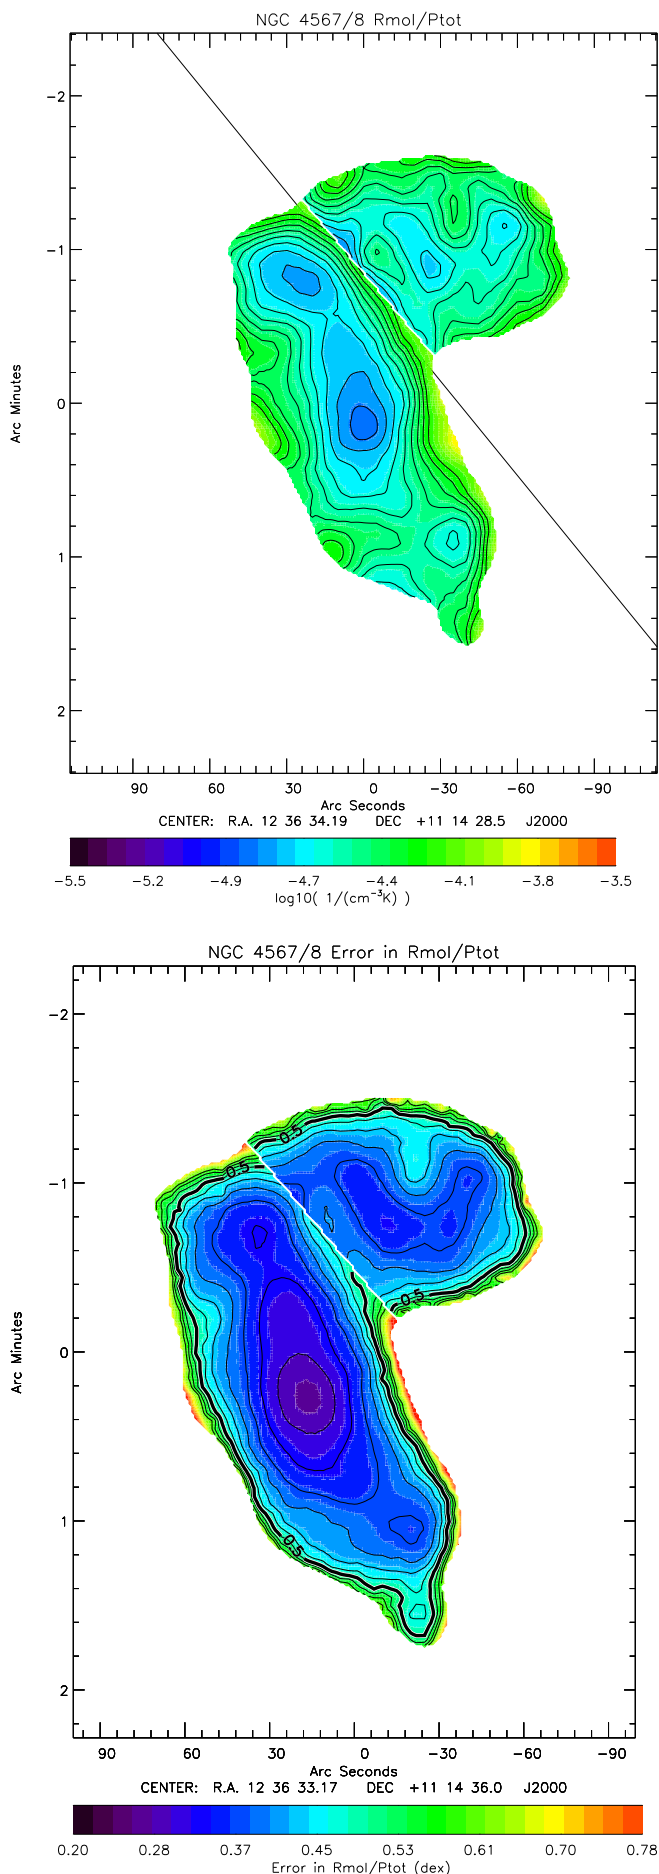 NGC 4567/8 Rmol/Ptot
−2
−1
0
1
2
Arc Minutes
90 60 30 0 −30 −60 −90
Arc Seconds
CENTER: R.A. 12 36 34.19 DEC +11 14 28.5 J2000
−5.5 −5.2 −4.9 −4.7 −4.4 −4.1 −3.8 −3.5
log10( 1/(cm⁻³K) )
NGC 4567/8 Error in Rmol/Ptot
−2
−1
0
1
2
Arc Minutes
0.5
0.5
0.5
0.5
90 60 30 0 −30 −60 −90
Arc Seconds
CENTER: R.A. 12 36 33.17 DEC +11 14 36.0 J2000
0.20 0.28 0.37 0.45 0.53 0.61 0.70 0.78
Error in Rmol/Ptot (dex)